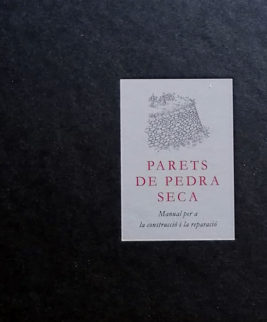 PARETS
DE PEDRA
SECA
Manual per a
la construcció i la reparació